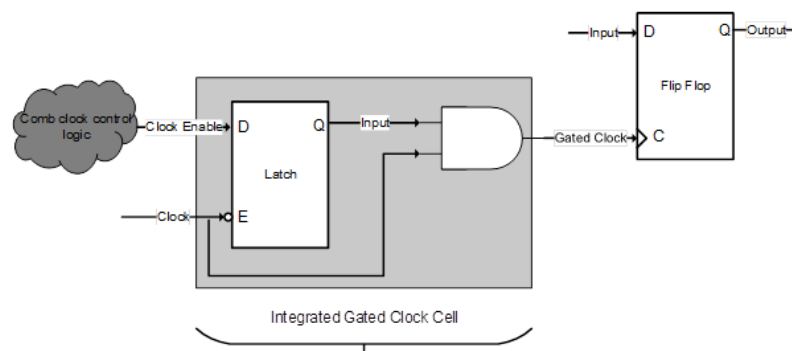 Input
D
Q
Output
Flip Flop
C
Comb clock control
logic
Clock Enable
D
Q
Input
Latch
Clock
E
Gated Clock
Integrated Gated Clock Cell